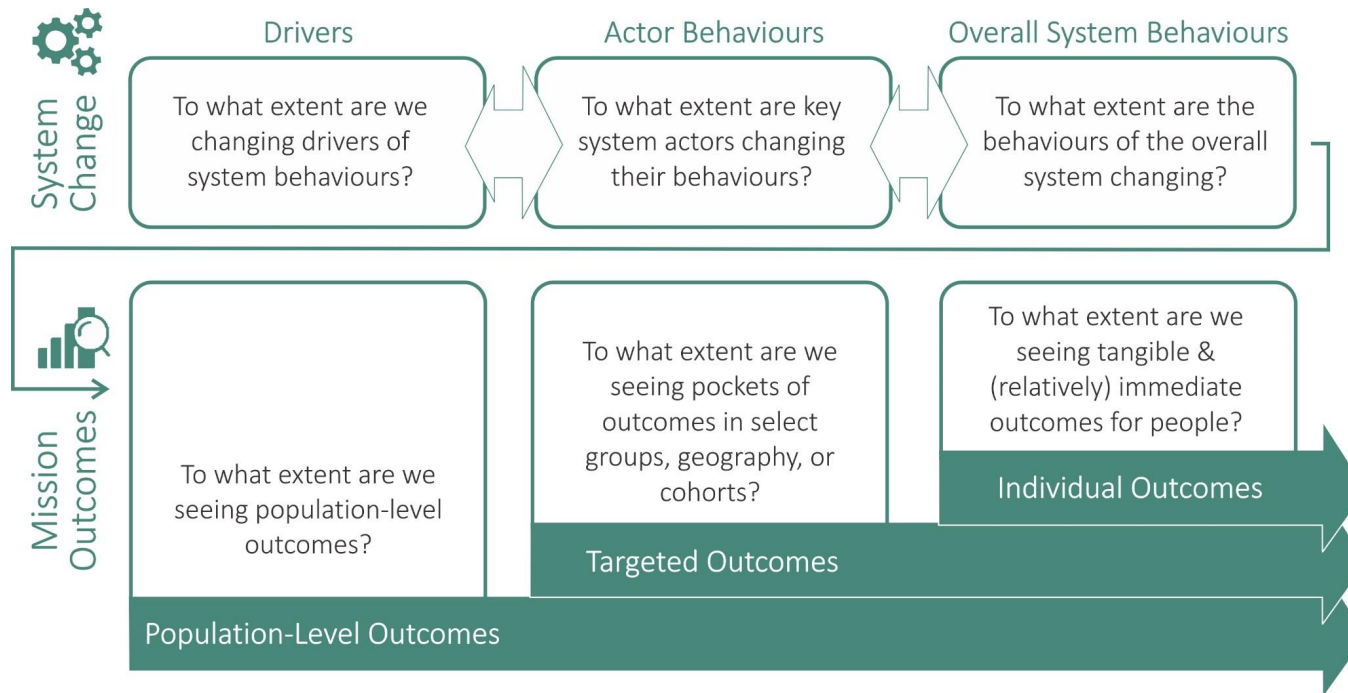 System
Change
Drivers
To what extent are we
changing drivers of
system behaviours?
Actor Behaviours
To what extent are key
system actors changing
their behaviours?
Overall System Behaviours
To what extent are the
behaviours of the overall
system changing?
Mission
Outcomes
To what extent are we
seeing population-level
outcomes?
Population-Level Outcomes
To what extent are we
seeing pockets of
outcomes in select
groups, geography, or
cohorts?
Targeted Outcomes
To what extent are we
seeing tangible &
(relatively) immediate
outcomes for people?
Individual Outcomes